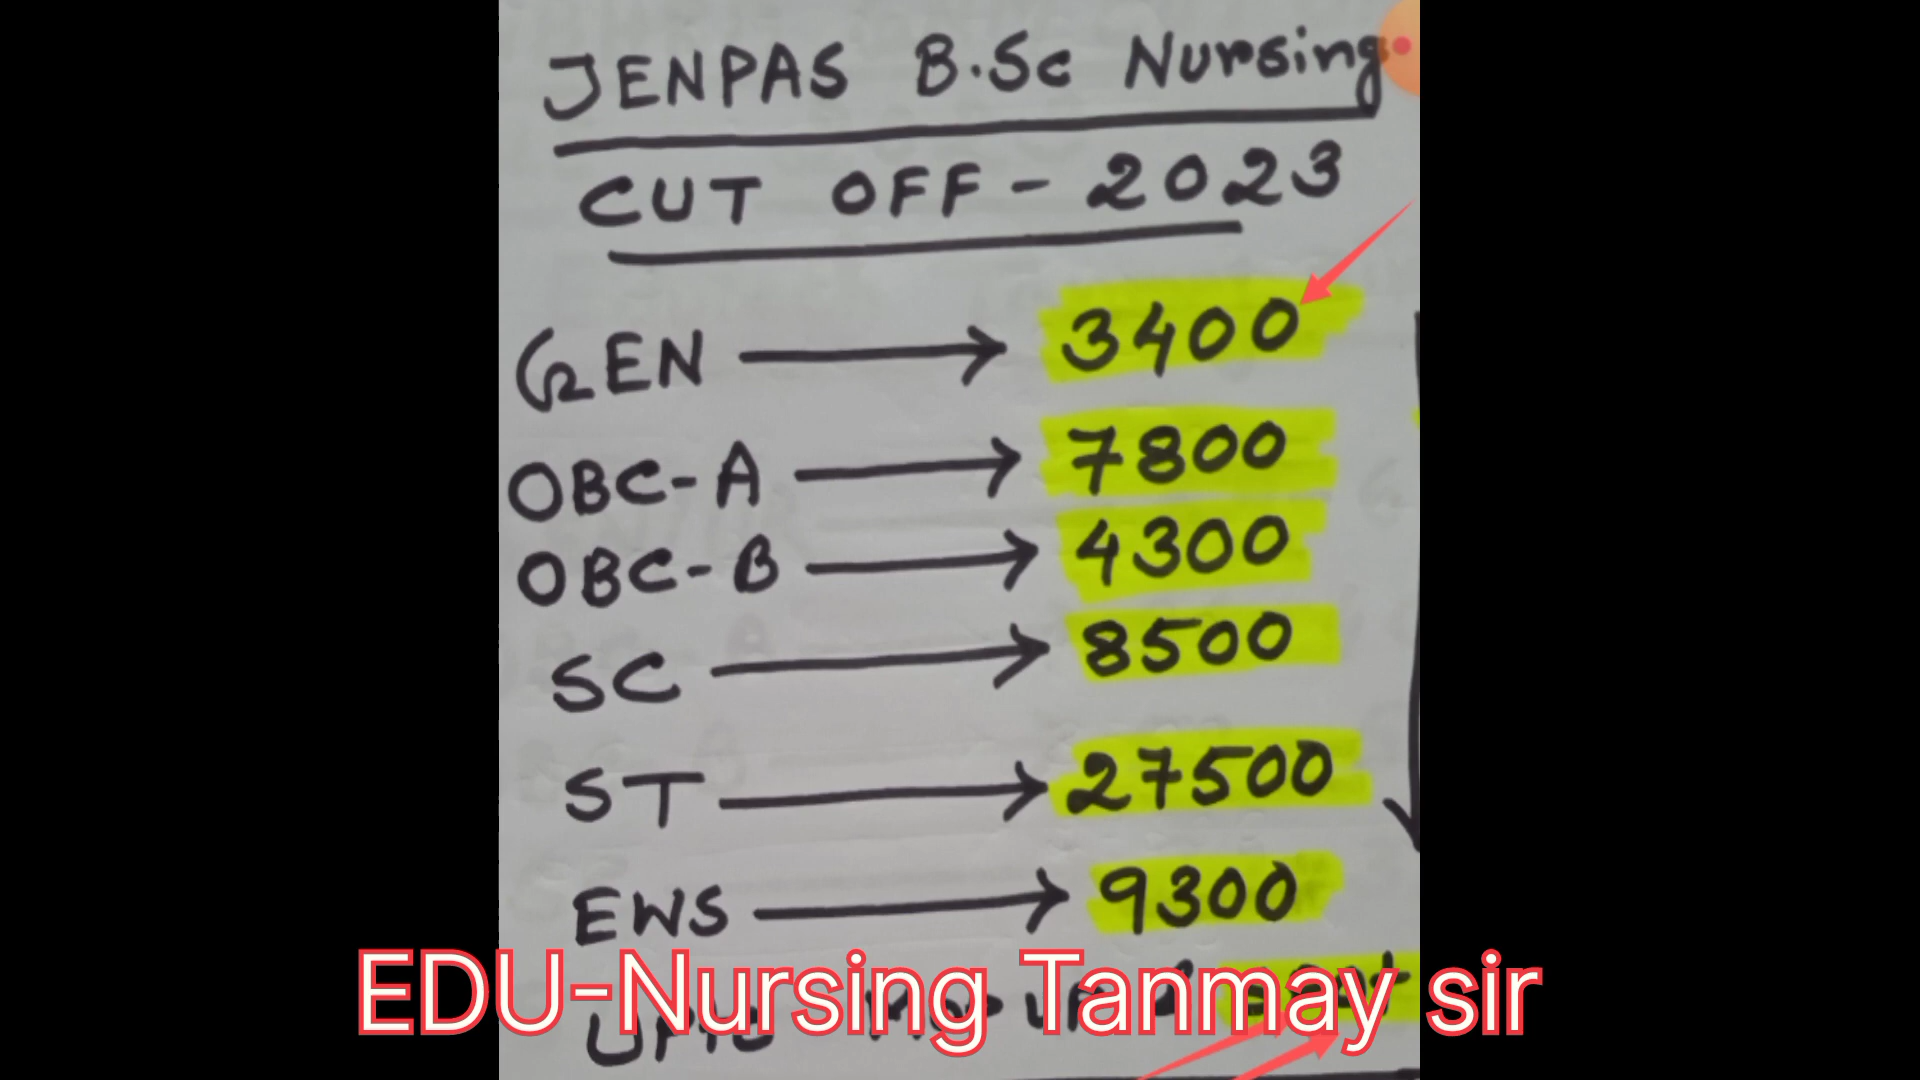 JENPAS B.Sc Nursing
CUT OFF - 2023
GEN → 3400
OBC-A → 7800
OBC-B → 4300
SC → 8500
ST → 27500
EWS → 9300
EDU-Nursing Tanmay sir